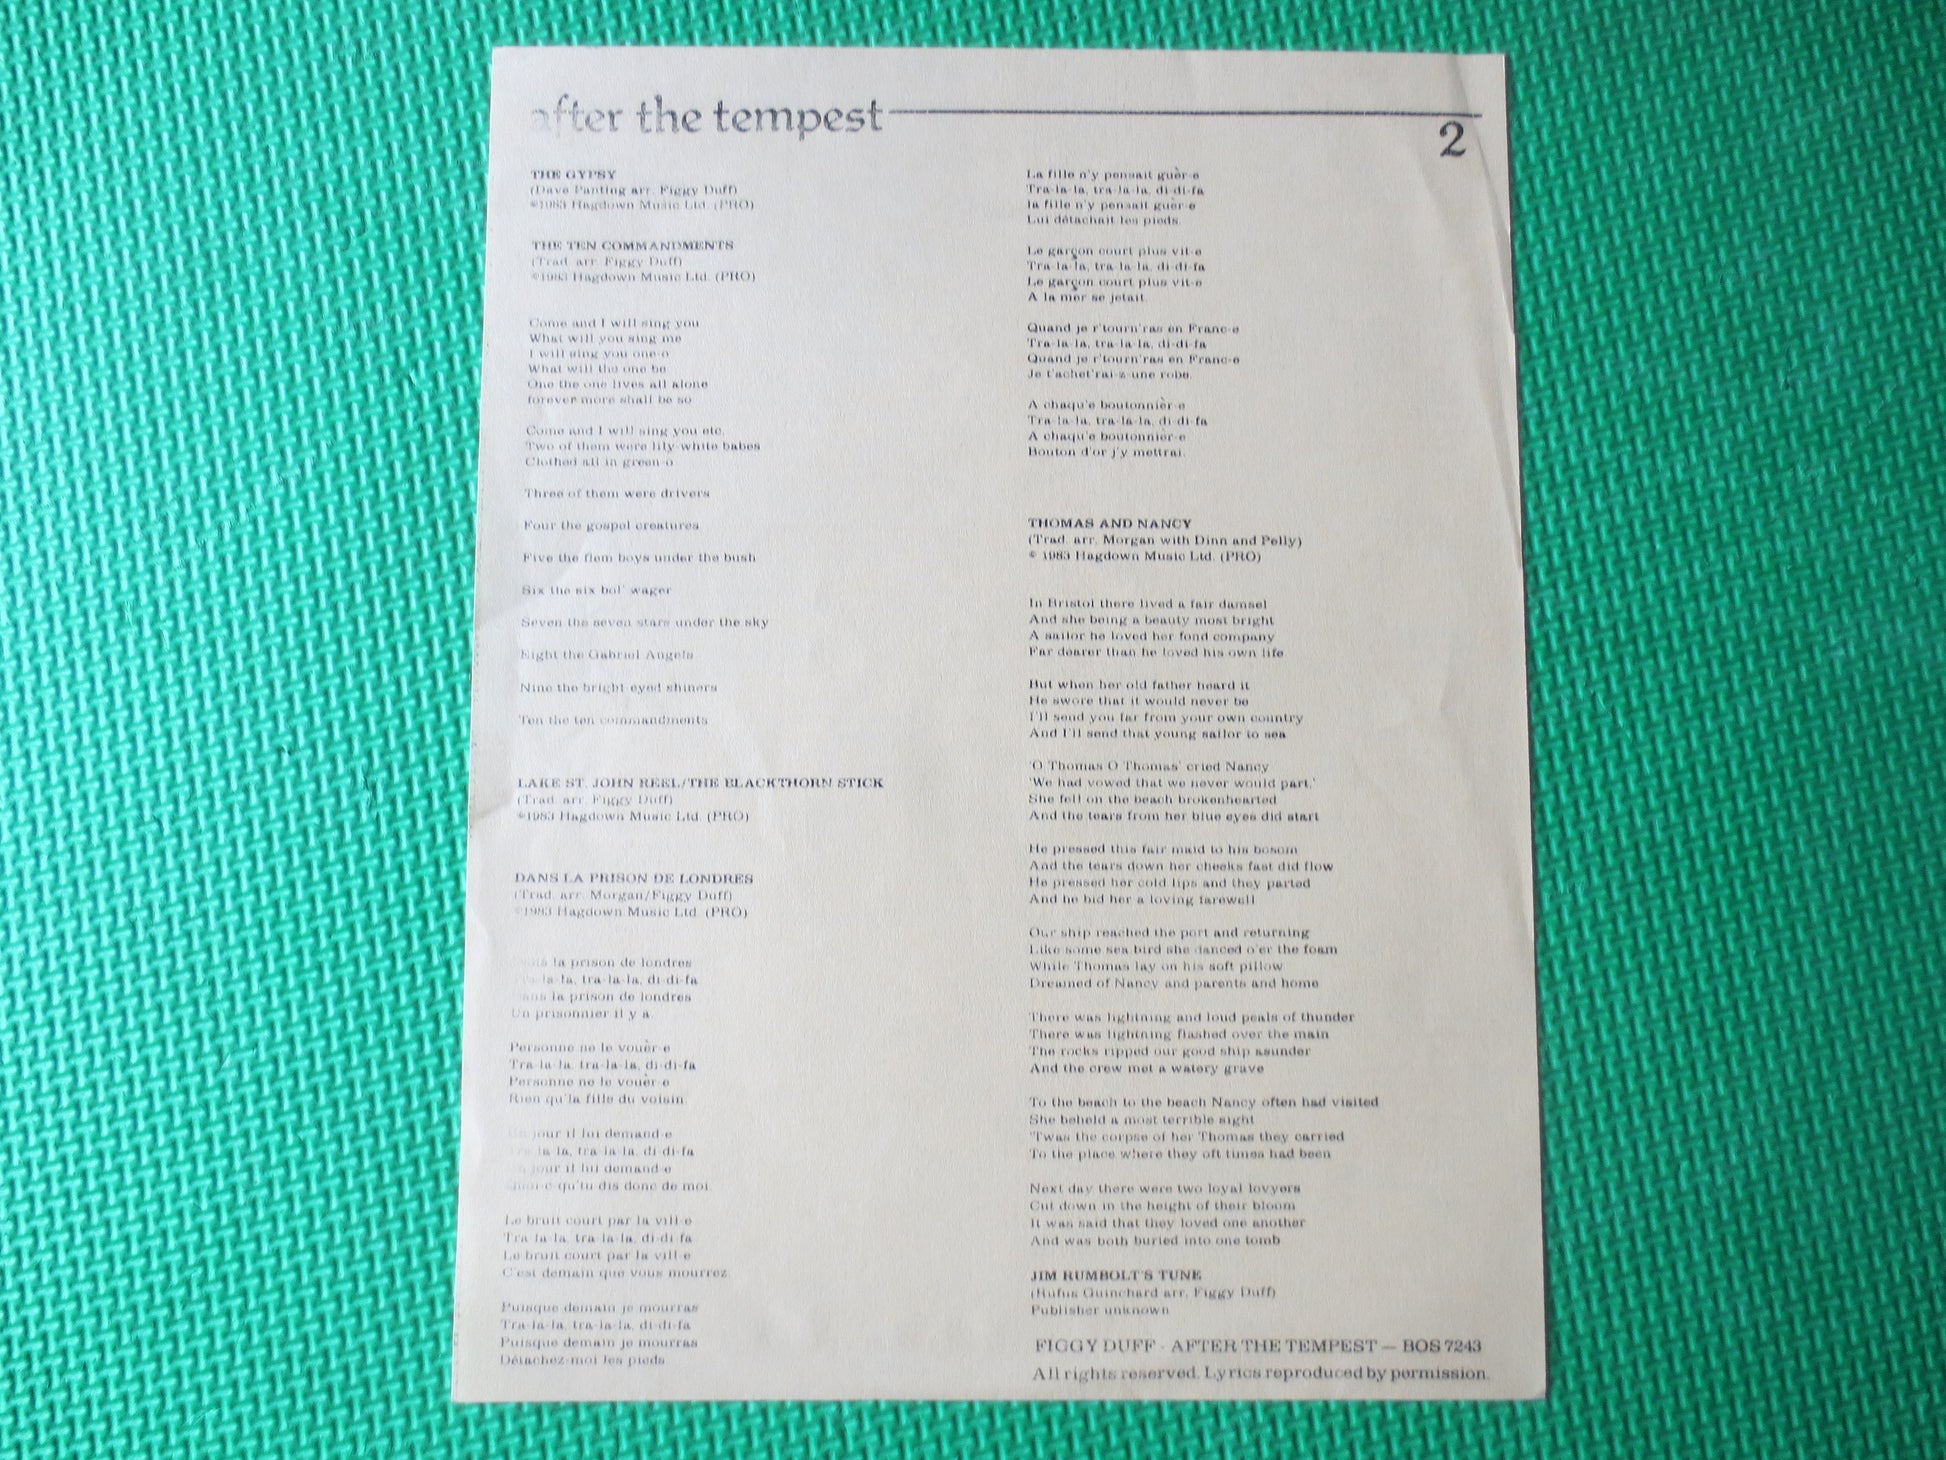 after the tempest
2
THE GYPSY
(Dave Panting arr. Figgy Duff)
©1983 Hagdown Music Ltd. (PRO)
THE TEN COMMANDMENTS
(Trad. arr. Figgy Duff)
©1983 Hagdown Music Ltd. (PRO)
Come and I will sing you
What will you sing me
I will sing you one-o
What will the one be
One the one lives all alone
forever more shall be so
Come and I will sing you etc.
Two of them were lily-white babes
Clothed all in green-o
Three of them were drivers
Four the gospel creatures
Five the flem boys under the bush
Six the six bol' wager
Seven the seven stars under the sky
Eight the Gabriel Angels
Nine the bright-eyed shiners
Ten the ten commandments
LAKE ST. JOHN REEL/THE BLACKTHORN STICK
(Trad. arr. Figgy Duff)
©1983 Hagdown Music Ltd. (PRO)
DANS LA PRISON DE LONDRES
(Trad. arr. Morgan/Figgy Duff)
©1983 Hagdown Music Ltd. (PRO)
Dans la prison de londres
Tra-la-la, tra-la-la, di-di-fa
Dans la prison de londres
Un prisonnier il y a.
Personne ne le vouèr-e
Tra-la-la, tra-la-la, di-di-fa
Personne ne le vouèr-e
Rien qu'la fille du voisin.
Un jour il lui demand-e
Tra-la-la, tra-la-la, di-di-fa
Un jour il lui demand-e
qu'tu dis donc de moi.
Le bruit court par la vill-e
Tra-la-la, tra-la-la, di-di-fa
Le bruit court par la vill-e
C'est demain que vous mourrez.
Puisque demain je mourras
Tra-la-la, tra-la-la, di-di-fa
Puisque demain je mourras
Détachez-moi les pieds.
La fille n'y pensait guèr-e
Tra-la-la, tra-la-la, di-di-fa
la fille n'y pensait guèr-e
Lui détachait les pieds.
Le garçon court plus vit-e
Tra-la-la, tra-la-la, di-di-fa
Le garçon court plus vit-e
A la mer se jetait.
Quand je r'tourn'ras en Franc-e
Tra-la-la, tra-la-la, di-di-fa
Quand je r'tourn'ras en Franc-e
Je t'achet'rai-z-une robe.
A chaqu'e boutonnièr-e
Tra-la-la, tra-la-la, di-di-fa
A chaqu'e boutonnièr-e
Bouton d'or j'y mettrai.
THOMAS AND NANCY
(Trad. arr. Morgan with Dinn and Pelly)
© 1983 Hagdown Music Ltd. (PRO)
In Bristol there lived a fair damsel
And she being a beauty most bright
A sailor he loved her fond company
Far dearer than he loved his own life
But when her old father heard it
He swore that it would never be
I'll send you far from your own country
And I'll send that young sailor to sea
'O Thomas O Thomas' cried Nancy
'We had vowed that we never would part.'
She fell on the beach brokenhearted
And the tears from her blue eyes did start
He pressed this fair maid to his bosom
And the tears down her cheeks fast did flow
He pressed her cold lips and they parted
And he bid her a loving farewell
Our ship reached the port and returning
Like some sea bird she danced o'er the foam
While Thomas lay on his soft pillow
Dreamed of Nancy and parents and home
There was lightning and loud peals of thunder
There was lightning flashed over the main
The rocks ripped our good ship asunder
And the crew met a watery grave
To the beach to the beach Nancy often had visited
She beheld a most terrible sight
'Twas the corpse of her Thomas they carried
To the place where they oft times had been
Next day there were two loyal lovyers
Cut down in the height of their bloom
It was said that they loved one another
And was both buried into one tomb
JIM RUMBOLT'S TUNE
(Rufus Guinchard arr. Figgy Duff)
Publisher unknown
FIGGY DUFF - AFTER THE TEMPEST — BOS 7243
All rights reserved. Lyrics reproduced by permission.